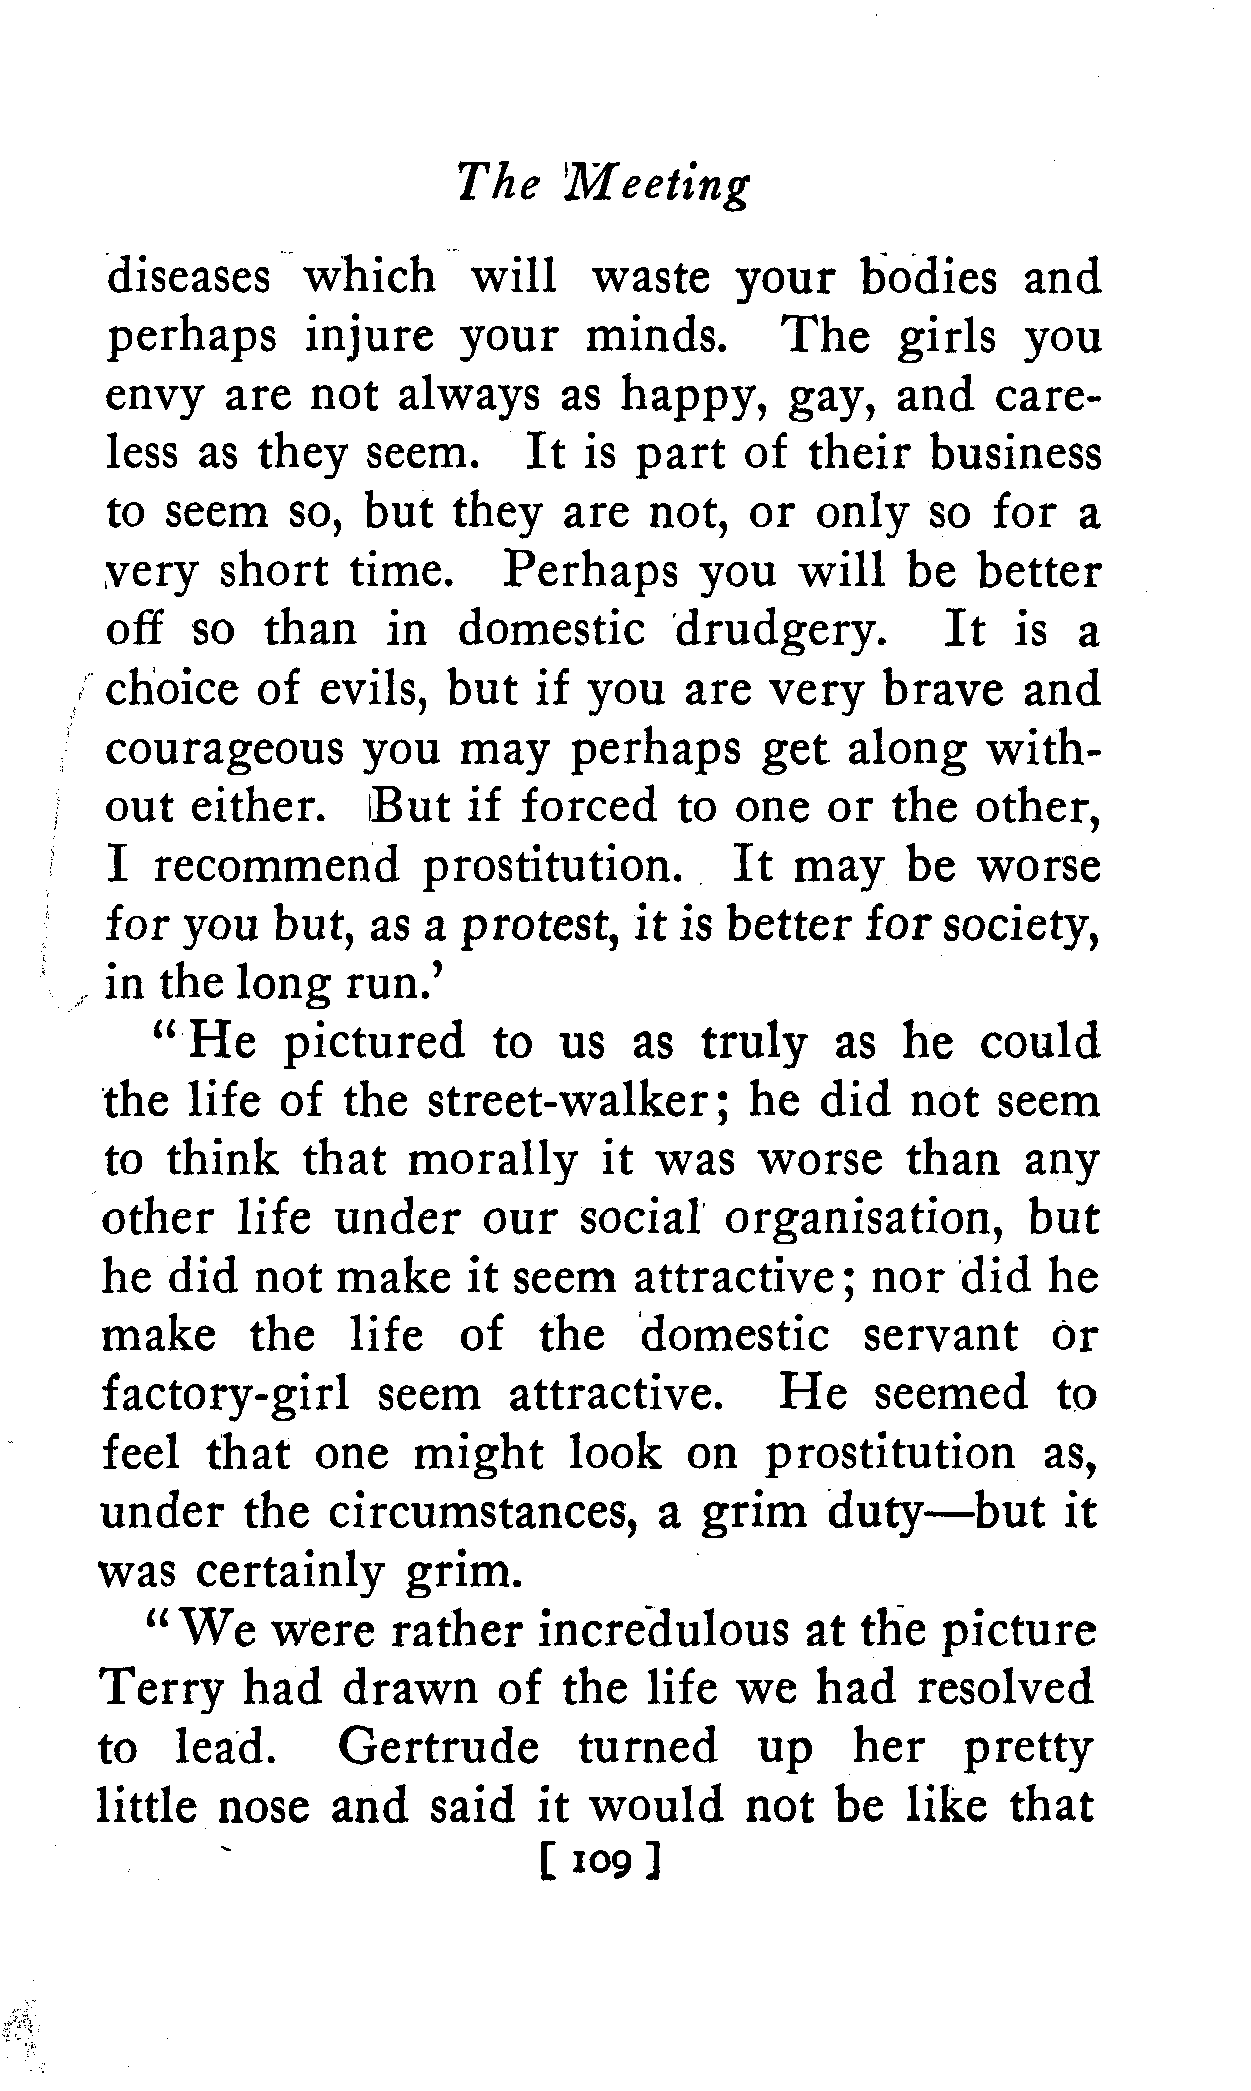 The Meeting
diseases which will waste your bodies and
perhaps injure your minds. The girls you
envy are not always as happy, gay, and care-
less as they seem. It is part of their business
to seem so, but they are not, or only so for a
very short time. Perhaps you will be better
off so than in domestic drudgery. It is a
choice of evils, but if you are very brave and
courageous you may perhaps get along with-
out either. But if forced to one or the other,
I recommend prostitution. It may be worse
for you but, as a protest, it is better for society,
in the long run.’
“He pictured to us as truly as he could
the life of the street-walker; he did not seem
to think that morally it was worse than any
other life under our social organisation, but
he did not make it seem attractive; nor did he
make the life of the domestic servant or
factory-girl seem attractive. He seemed to
feel that one might look on prostitution as,
under the circumstances, a grim duty—but it
was certainly grim.
“We were rather incredulous at the picture
Terry had drawn of the life we had resolved
to lead. Gertrude turned up her pretty
little nose and said it would not be like that
[ 109 ]